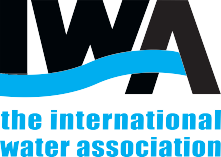 IWA
the international
water association